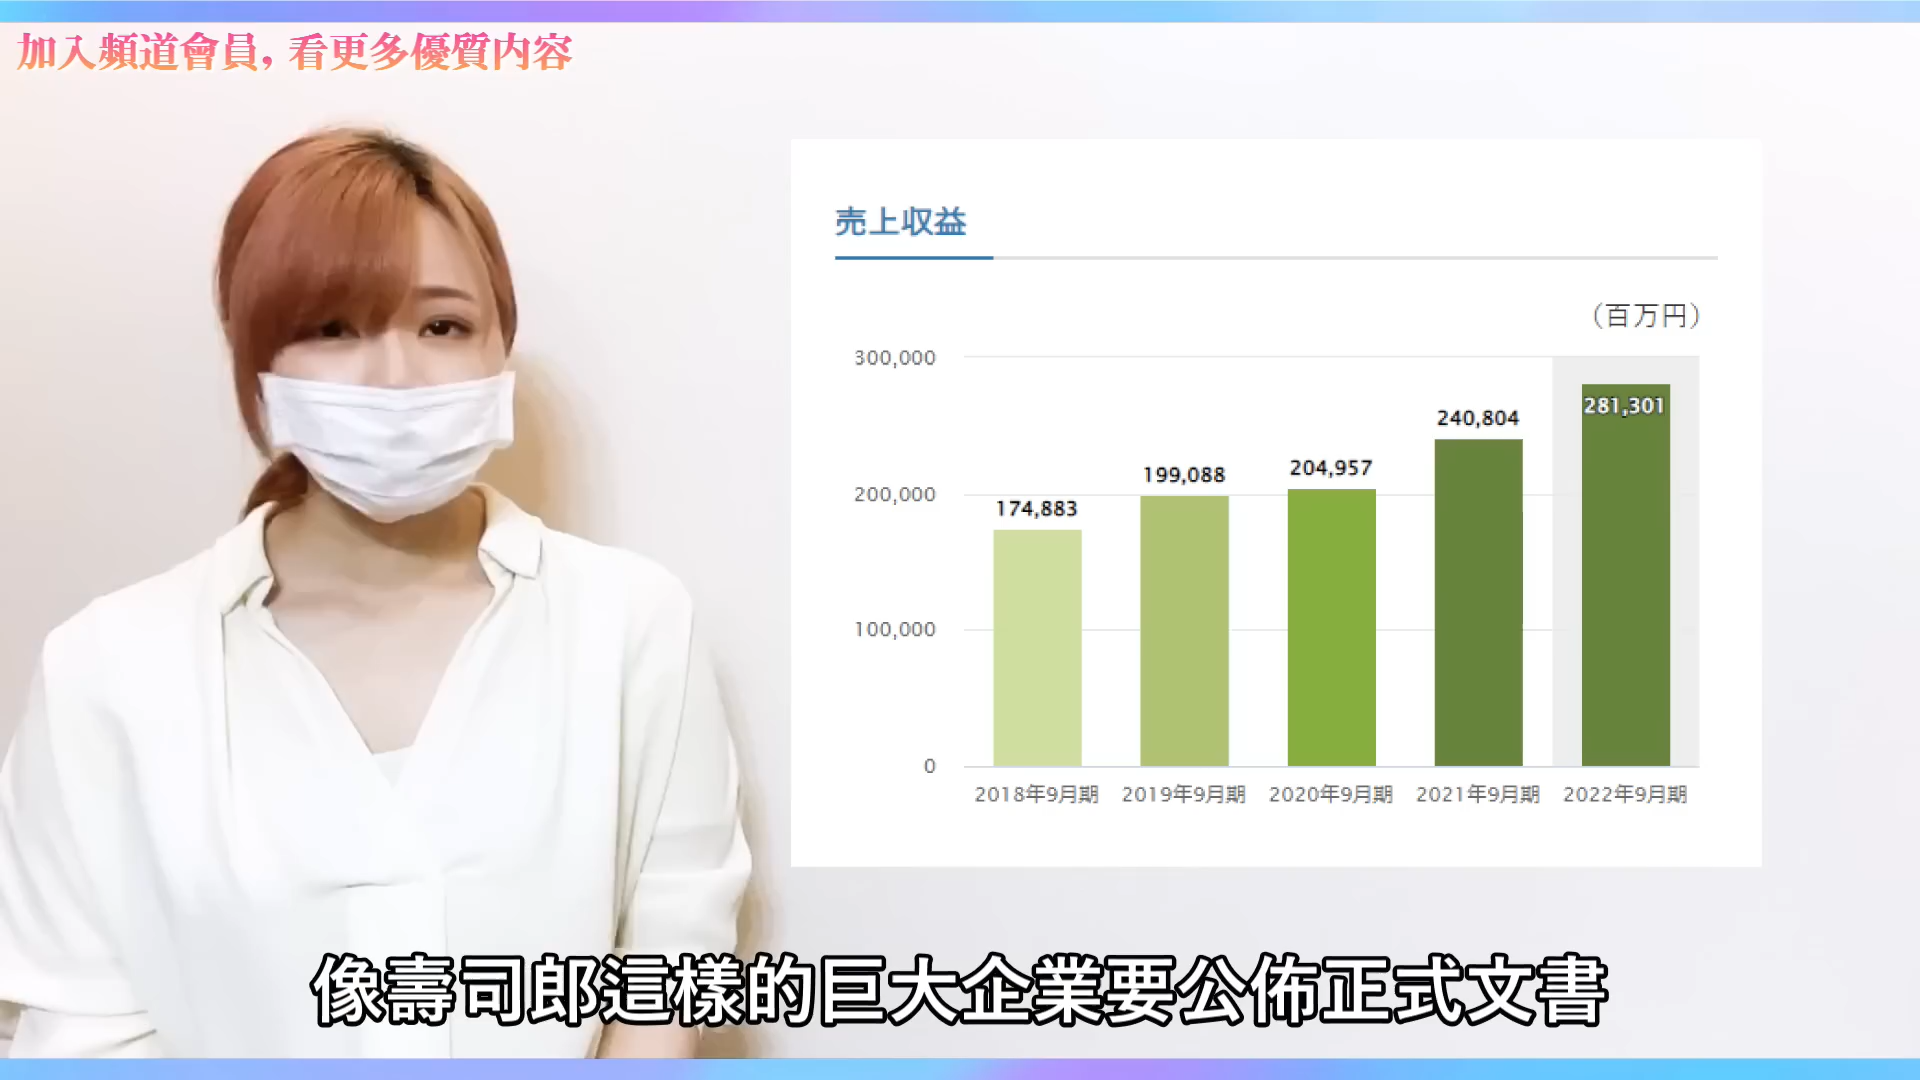 加入頻道會員, 看更多優質内容
売上収益
（百万円）
300,000
200,000
100,000
0
174,883
199,088
204,957
240,804
281,301
2018年9月期
2019年9月期
2020年9月期
2021年9月期
2022年9月期
像壽司郎這樣的巨大企業要公佈正式文書